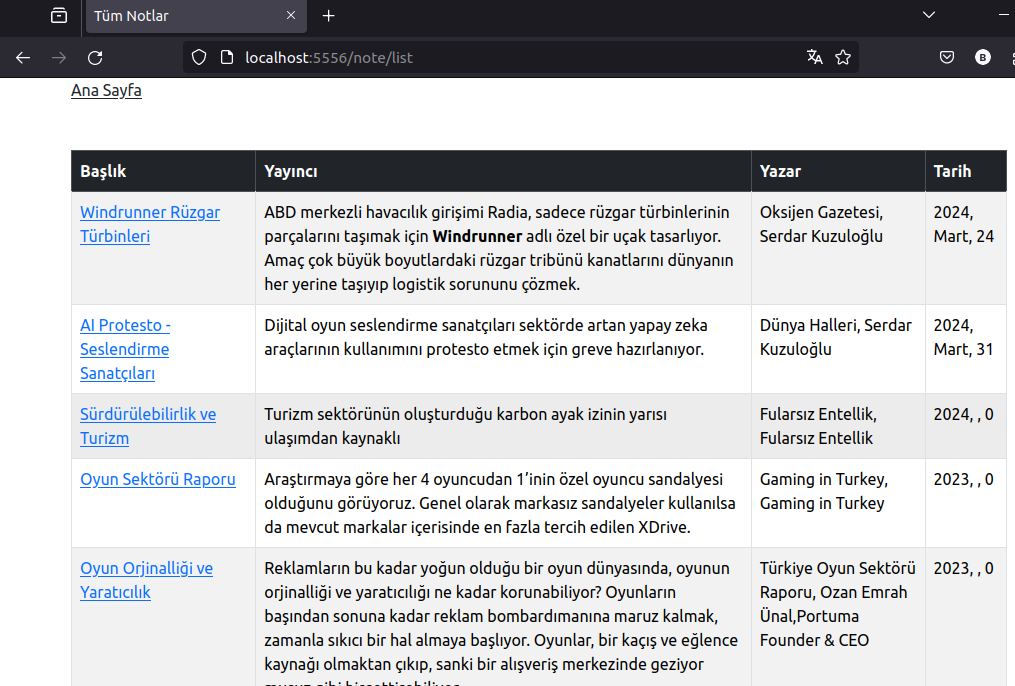 Tüm Notlar
localhost:5556/note/list
B
Ana Sayfa
Başlık Yayıncı Yazar Tarih
Windrunner Rüzgar Türbinleri
ABD merkezli havacılık girişimi Radia, sadece rüzgar türbinlerinin
parçalarını taşımak için Windrunner adlı özel bir uçak tasarlıyor.
Amaç çok büyük boyutlardaki rüzgar tribünü kanatlarını dünyanın
her yerine taşıyıp logistik sorununu çözmek.
Oksijen Gazetesi,
Serdar Kuzuloğlu
2024,
Mart, 24
AI Protesto -
Seslendirme
Sanatçıları
Dijital oyun seslendirme sanatçıları sektörde artan yapay zeka
araçlarının kullanımını protesto etmek için greve hazırlanıyor.
Dünya Halleri, Serdar
Kuzuloğlu
2024,
Mart, 31
Sürdürülebilirlik ve
Turizm
Turizm sektörünün oluşturduğu karbon ayak izinin yarısı
ulaşımdan kaynaklı
Fularsız Entellik,
Fularsız Entellik
2024, , 0
Oyun Sektörü Raporu
Araştırmaya göre her 4 oyuncudan 1’inin özel oyuncu sandalyesi
olduğunu görüyoruz. Genel olarak markasız sandalyeler kullanılsa
da mevcut markalar içerisinde en fazla tercih edilen XDrive.
Gaming in Turkey,
Gaming in Turkey
2023, , 0
Oyun Orjinalliği ve
Yaratıcılık
Reklamların bu kadar yoğun olduğu bir oyun dünyasında, oyunun
orjinalliği ve yaratıcılığı ne kadar korunabiliyor? Oyunların
başından sonuna kadar reklam bombardımanına maruz kalmak,
zamanla sıkıcı bir hal almaya başlıyor. Oyunlar, bir kaçış ve eğlence
kaynağı olmaktan çıkıp, sanki bir alışveriş merkezinde geziyor
Türkiye Oyun Sektörü
Raporu, Ozan Emrah
Ünal,Portuma
Founder & CEO
2023, , 0